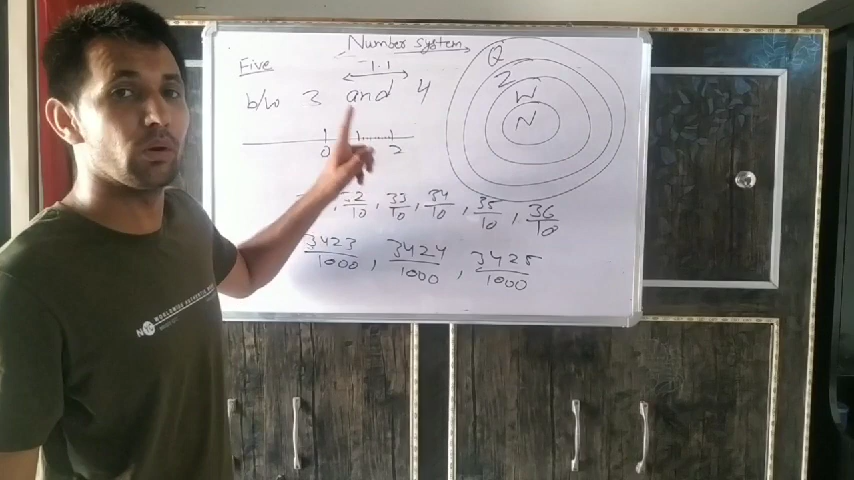 Number system
Five
1.1
b/w 3 and 4
0 2
32/10, 33/10, 34/10, 35/10, 36/10
3423/1000, 3424/1000, 3425/1000
Q
Z
W
N